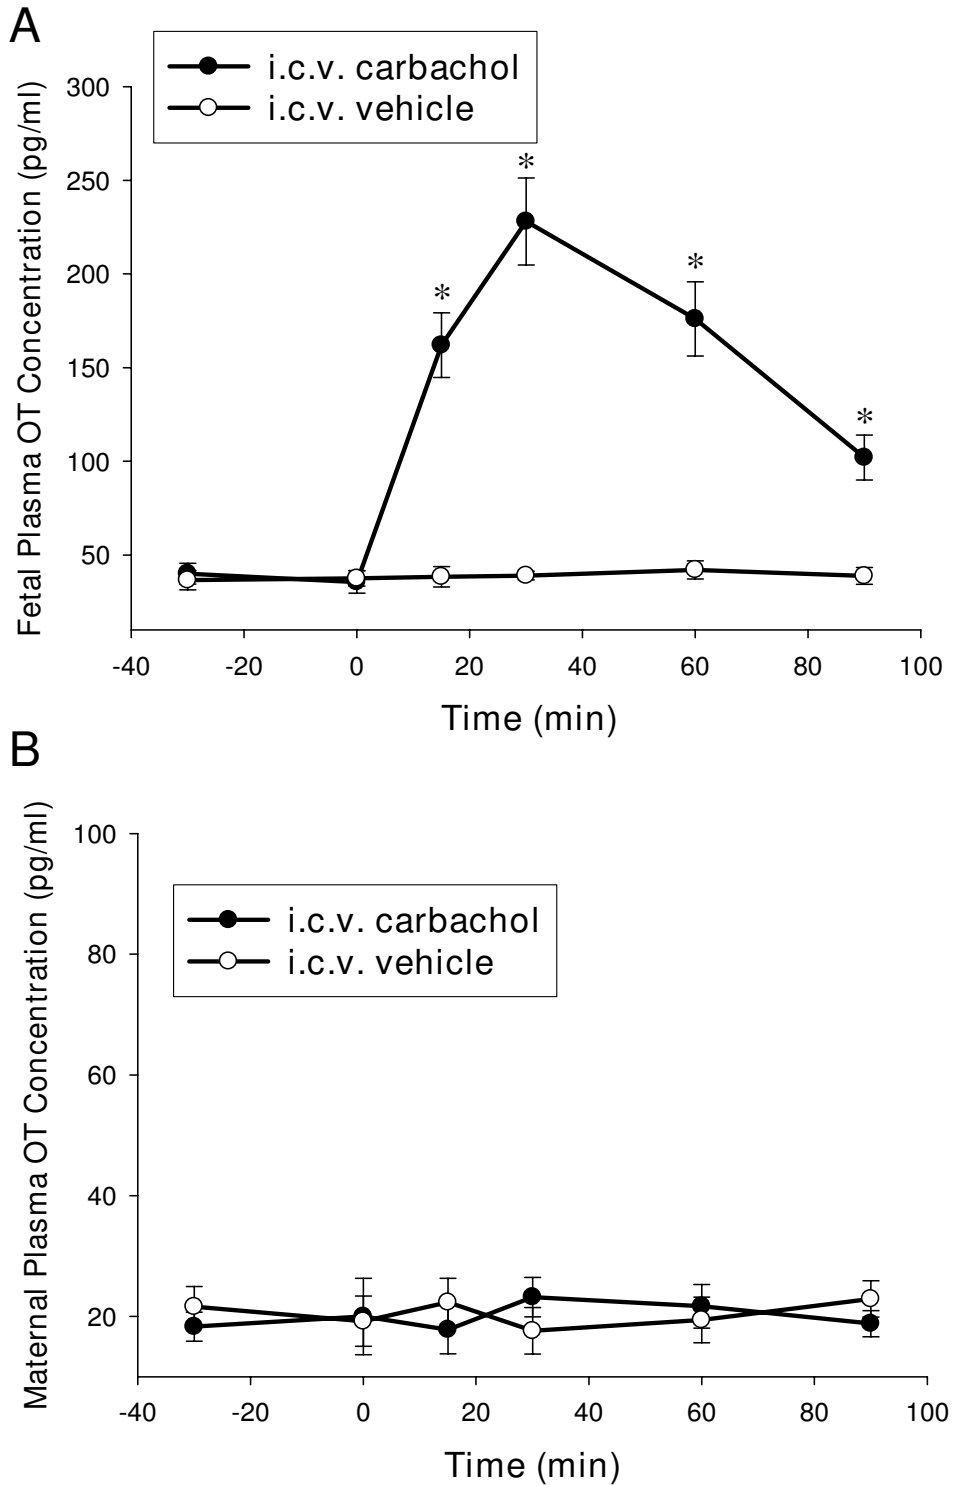 A
i.c.v. carbachol
i.c.v. vehicle
Fetal Plasma OT Concentration (pg/ml)
300
250
200
150
100
50
*
*
*
*
-40 -20 0 20 40 60 80 100
Time (min)
B
Maternal Plasma OT Concentration (pg/ml)
100
80
60
40
20
i.c.v. carbachol
i.c.v. vehicle
-40 -20 0 20 40 60 80 100
Time (min)